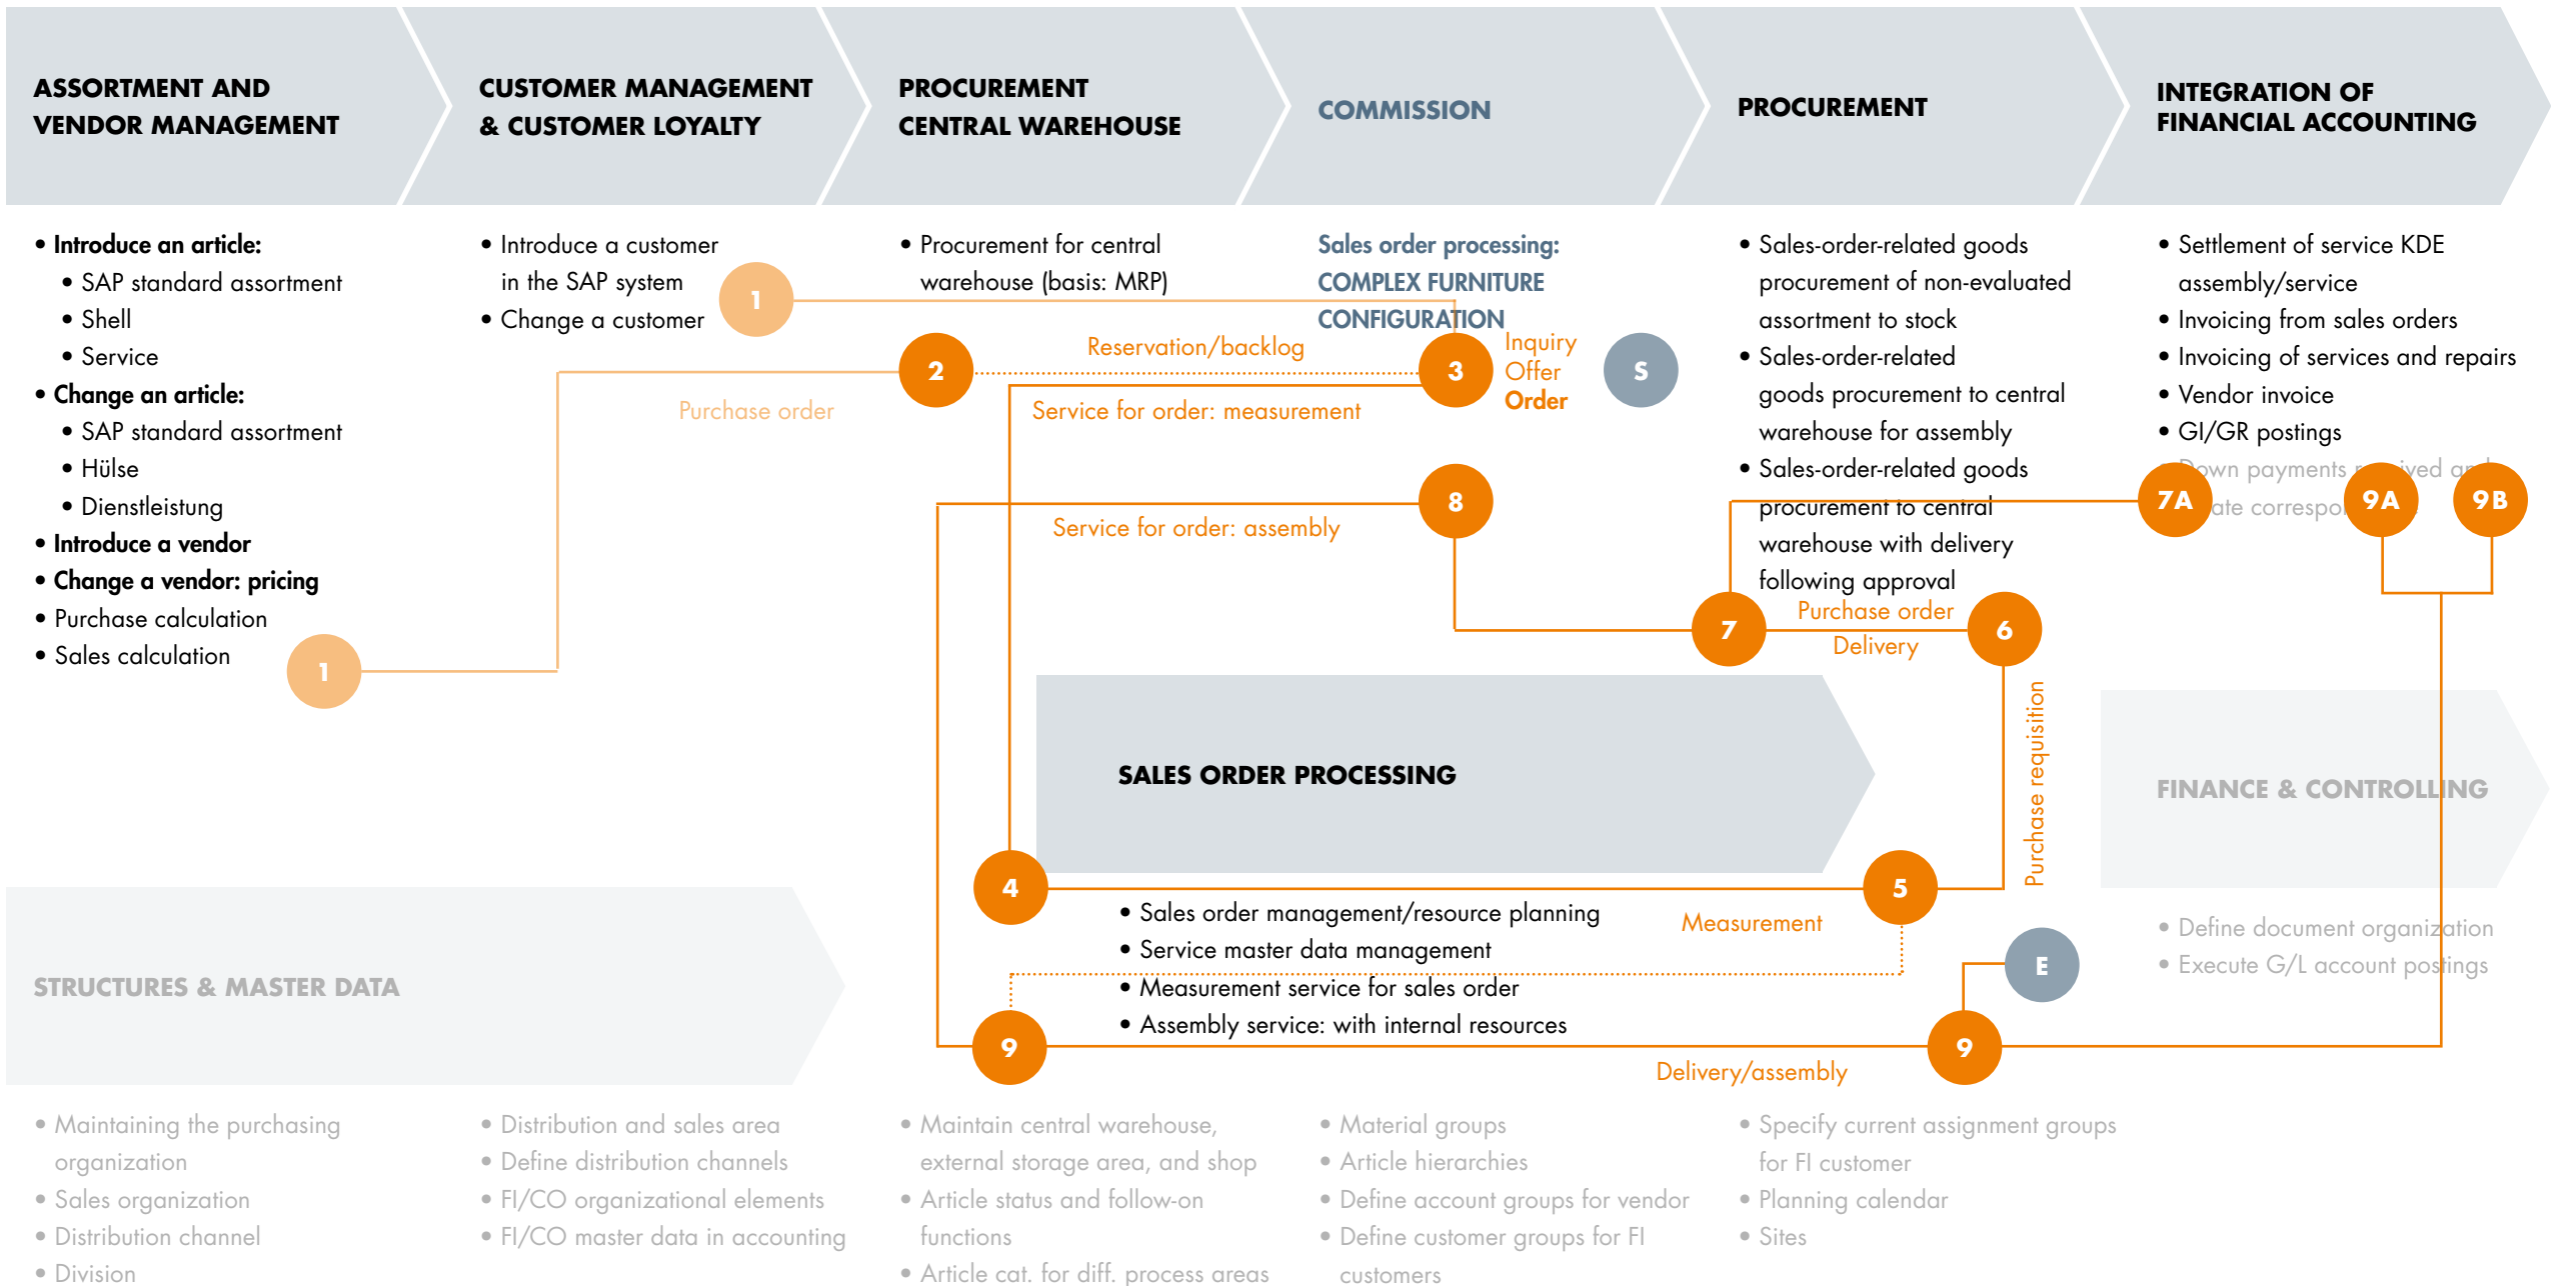 ASSORTMENT AND
VENDOR MANAGEMENT
CUSTOMER MANAGEMENT
& CUSTOMER LOYALTY
PROCUREMENT
CENTRAL WAREHOUSE
COMMISSION
PROCUREMENT
INTEGRATION OF
FINANCIAL ACCOUNTING
• Introduce an article:
• SAP standard assortment
• Shell
• Service
• Change an article:
• SAP standard assortment
• Hülse
• Dienstleistung
• Introduce a vendor
• Change a vendor: pricing
• Purchase calculation
• Sales calculation
1
• Introduce a customer
in the SAP system
• Change a customer
1
Purchase order
• Procurement for central
warehouse (basis: MRP)
2
Reservation/backlog
Service for order: measurement
Service for order: assembly
Sales order processing:
COMPLEX FURNITURE
CONFIGURATION
3
Inquiry
Offer
Order
S
8
• Sales-order-related goods
procurement of non-evaluated
assortment to stock
• Sales-order-related
goods procurement to central
warehouse for assembly
• Sales-order-related goods
procurement to central
warehouse with delivery
following approval
7
Purchase order
Delivery
6
Purchase requisition
• Settlement of service KDE
assembly/service
• Invoicing from sales orders
• Invoicing of services and repairs
• Vendor invoice
• GI/GR postings
Down payments
7A
9A
9B
SALES ORDER PROCESSING
4
5
• Sales order management/resource planning
• Service master data management
• Measurement service for sales order
• Assembly service: with internal resources
Measurement
9
9
Delivery/assembly
E
FINANCE & CONTROLLING
• Define document organization
• Execute G/L account postings
STRUCTURES & MASTER DATA
• Maintaining the purchasing
organization
• Sales organization
• Distribution channel
• Division
• Distribution and sales area
• Define distribution channels
• FI/CO organizational elements
• FI/CO master data in accounting
• Maintain central warehouse,
external storage area, and shop
• Article status and follow-on
functions
• Article cat. for diff. process areas
• Material groups
• Article hierarchies
• Define account groups for vendor
• Define customer groups for FI
customers
• Specify current assignment groups
for FI customer
• Planning calendar
• Sites